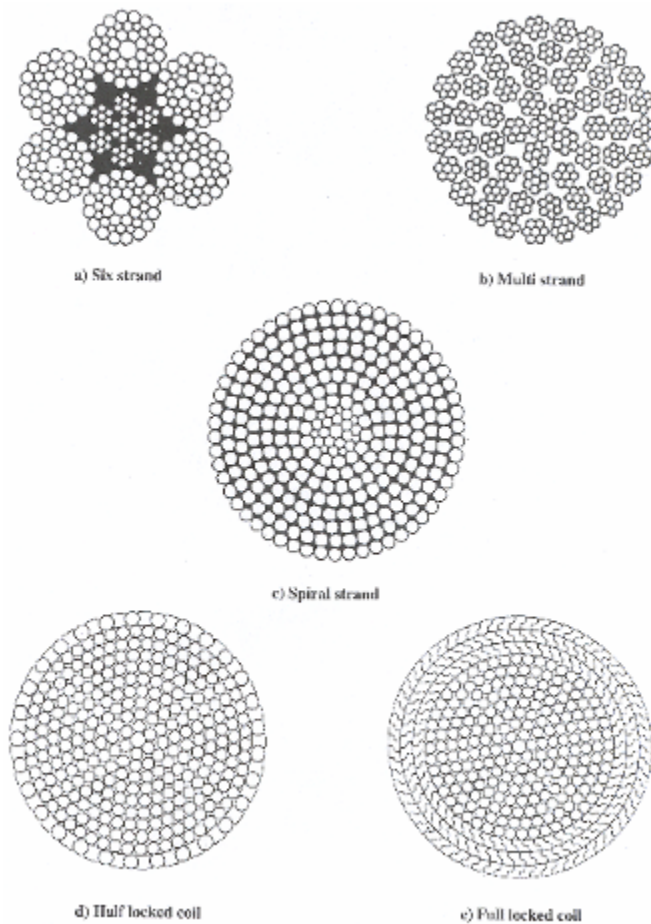 a) Six strand
b) Multi strand
c) Spiral strand
d) Half locked coil
e) Full locked coil